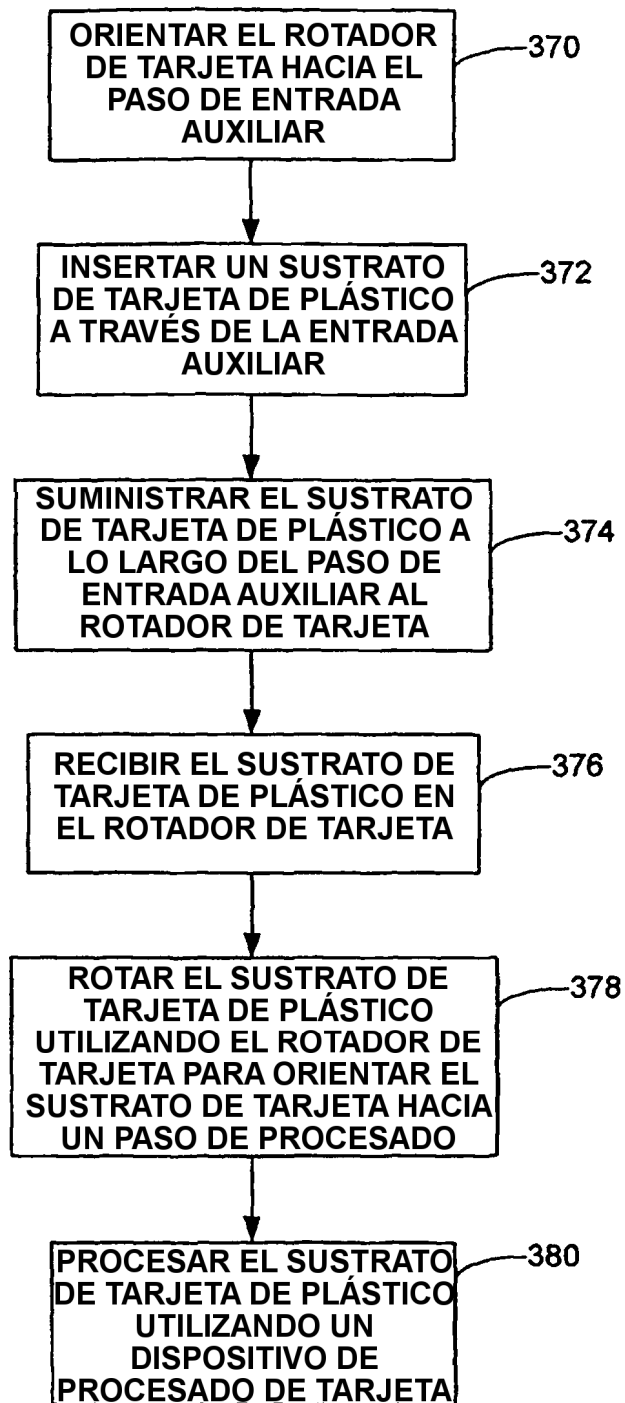 ORIENTAR EL ROTADOR
DE TARJETA HACIA EL
PASO DE ENTRADA
AUXILIAR
370
INSERTAR UN SUSTRATO
DE TARJETA DE PLÁSTICO
A TRAVÉS DE LA ENTRADA
AUXILIAR
372
SUMINISTRAR EL SUSTRATO
DE TARJETA DE PLÁSTICO A
LO LARGO DEL PASO DE
ENTRADA AUXILIAR AL
ROTADOR DE TARJETA
374
RECIBIR EL SUSTRATO DE
TARJETA DE PLÁSTICO EN
EL ROTADOR DE TARJETA
376
ROTAR EL SUSTRATO DE
TARJETA DE PLÁSTICO
UTILIZANDO EL ROTADOR DE
TARJETA PARA ORIENTAR EL
SUSTRATO DE TARJETA HACIA
UN PASO DE PROCESADO
378
PROCESAR EL SUSTRATO
DE TARJETA DE PLÁSTICO
UTILIZANDO UN
DISPOSITIVO DE
PROCESADO DE TARJETA
380